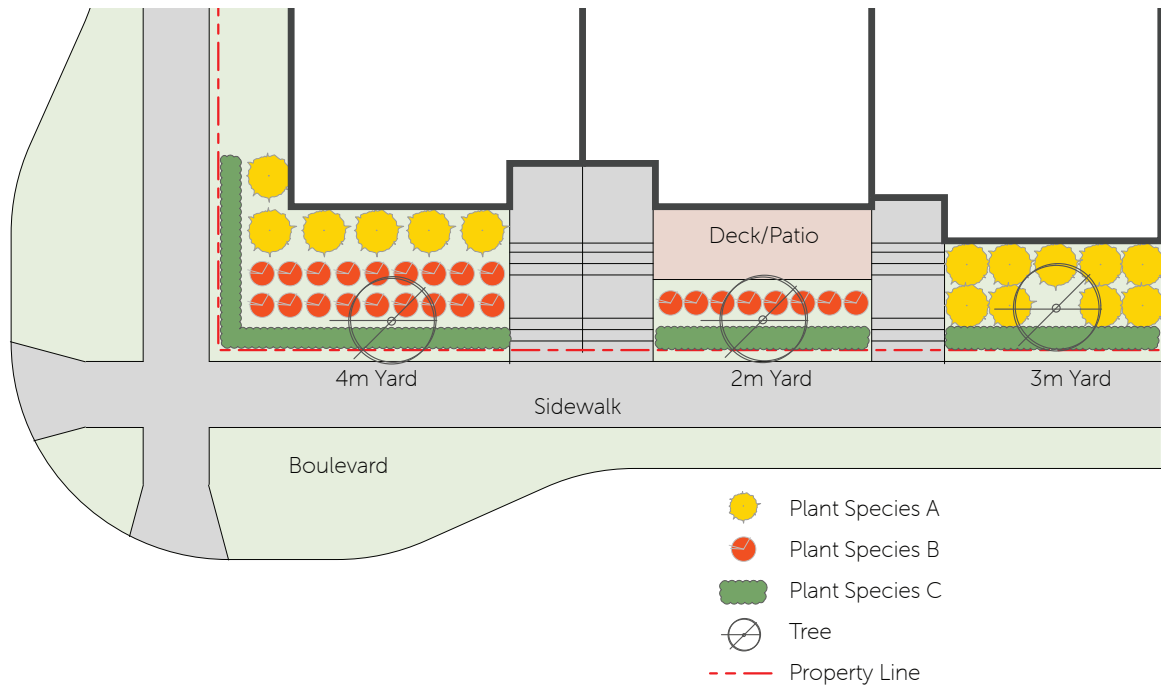 Deck/Patio
4m Yard
2m Yard
3m Yard
Sidewalk
Boulevard
Plant Species A
Plant Species B
Plant Species C
Tree
Property Line